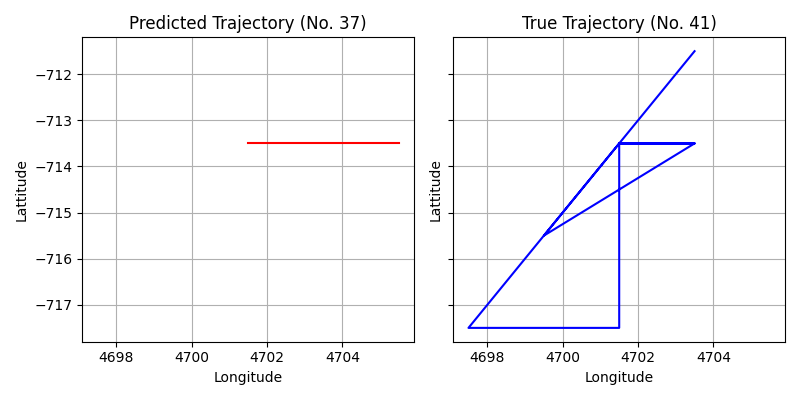 Predicted Trajectory (No. 37)
True Trajectory (No. 41)
Lattitude
−712
−713
−714
−715
−716
−717
4698
4700
4702
4704
Longitude
Lattitude
4698
4700
4702
4704
Longitude